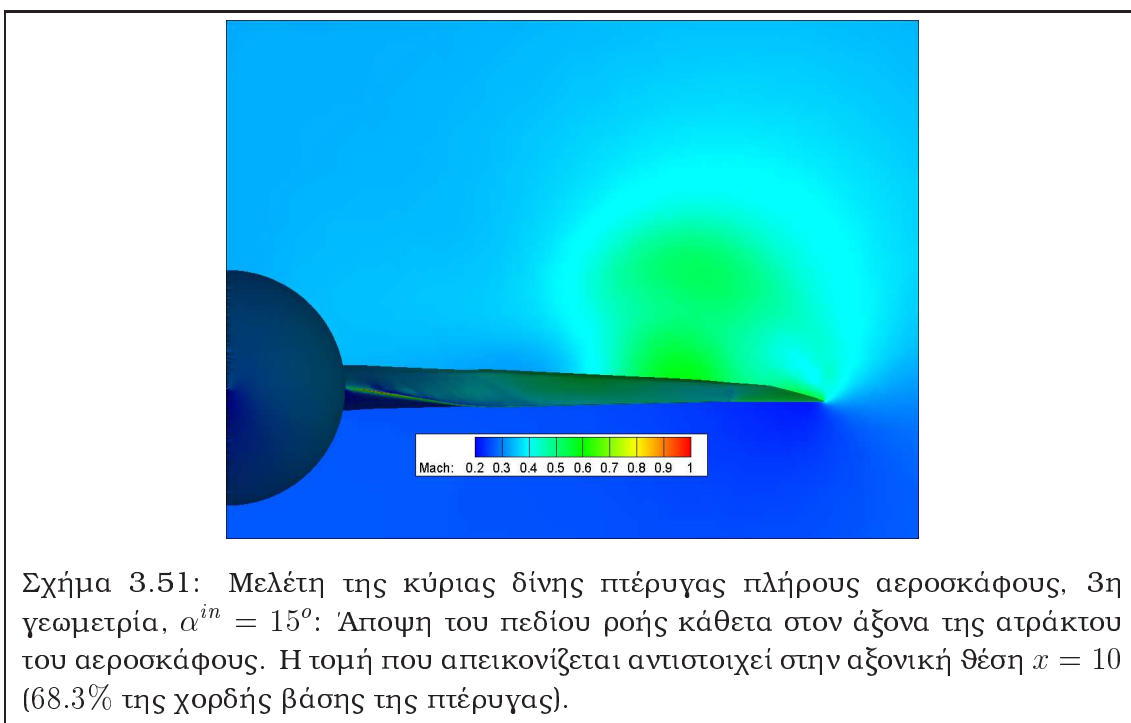 Mach: 0.2 0.3 0.4 0.5 0.6 0.7 0.8 0.9 1
Σχήμα 3.51: Μελέτη της κύριας δίνης πτέρυγας πλήρους αεροσκάφους, 3η
γεωμετρία, α^{in} = 15^{o}: Άποψη του πεδίου ροής κάθετα στον άξονα της ατράκτου
του αεροσκάφους. Η τομή που απεικονίζεται αντιστοιχεί στην αξονική θέση x = 10
(68.3% της χορδής βάσης της πτέρυγας).